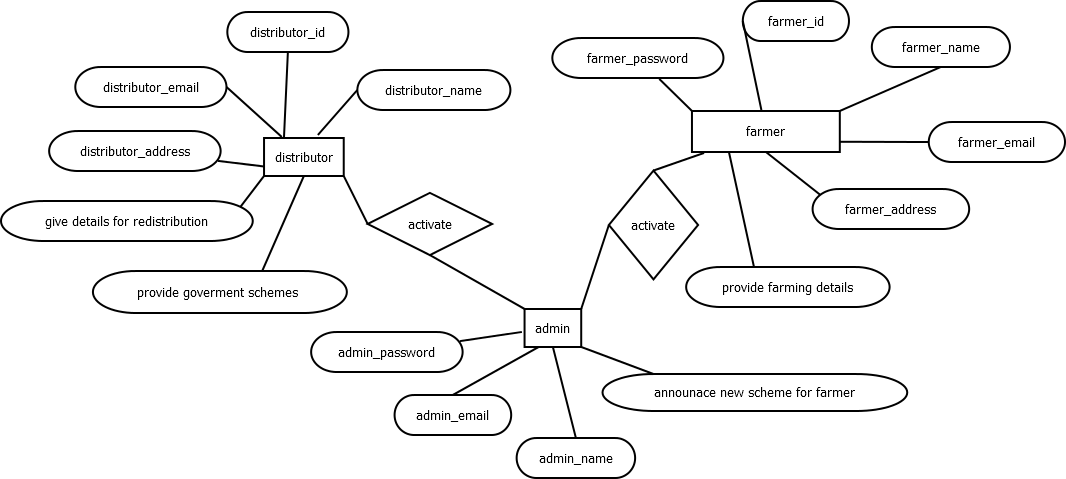 distributor_id
farmer_id
farmer_name
farmer_password
distributor_email
distributor_name
farmer
farmer_email
distributor_address
distributor
farmer_address
give details for redistribution
activate
activate
provide goverment schemes
provide farming details
admin
admin_password
announace new scheme for farmer
admin_email
admin_name